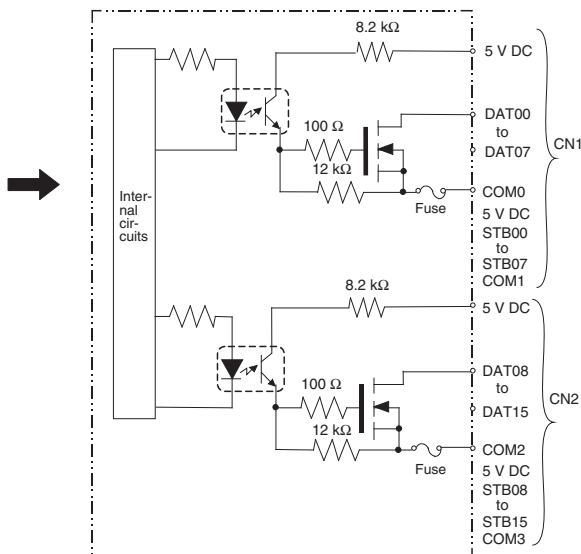 8.2 kΩ
5 V DC
DAT00
to
DAT07
CN1
100 Ω
12 kΩ
COM0
Fuse
5 V DC
STB00
to
STB07
COM1
Inter-
nal
cir-
cuits
8.2 kΩ
5 V DC
DAT08
to
DAT15
CN2
100 Ω
12 kΩ
COM2
Fuse
5 V DC
STB08
to
STB15
COM3